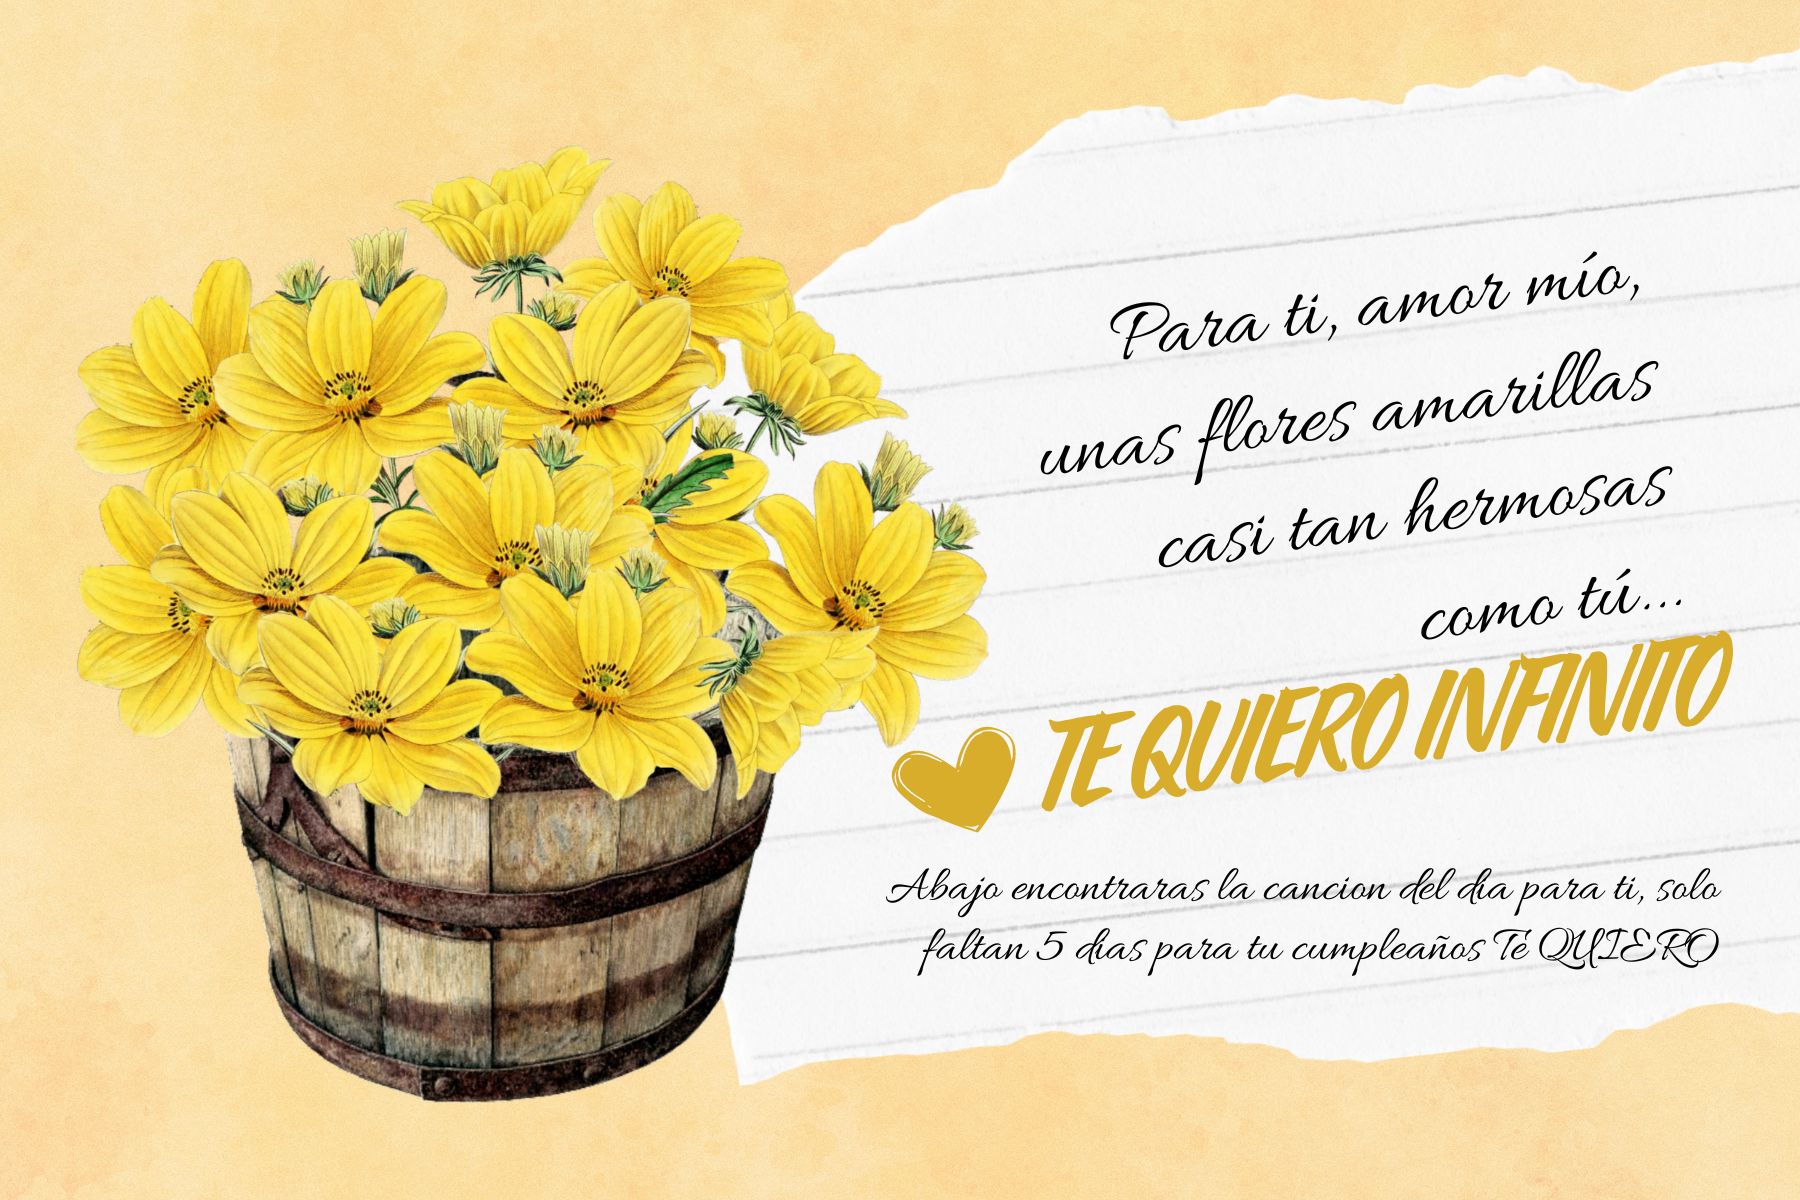 Para ti, amor mío,
unas flores amarillas
casi tan hermosas
como tú...
TE QUIERO INFINITO
Abajo encontraras la cancion del dia para ti, solo
faltan 5 dias para tu cumpleaños Te QUIERO